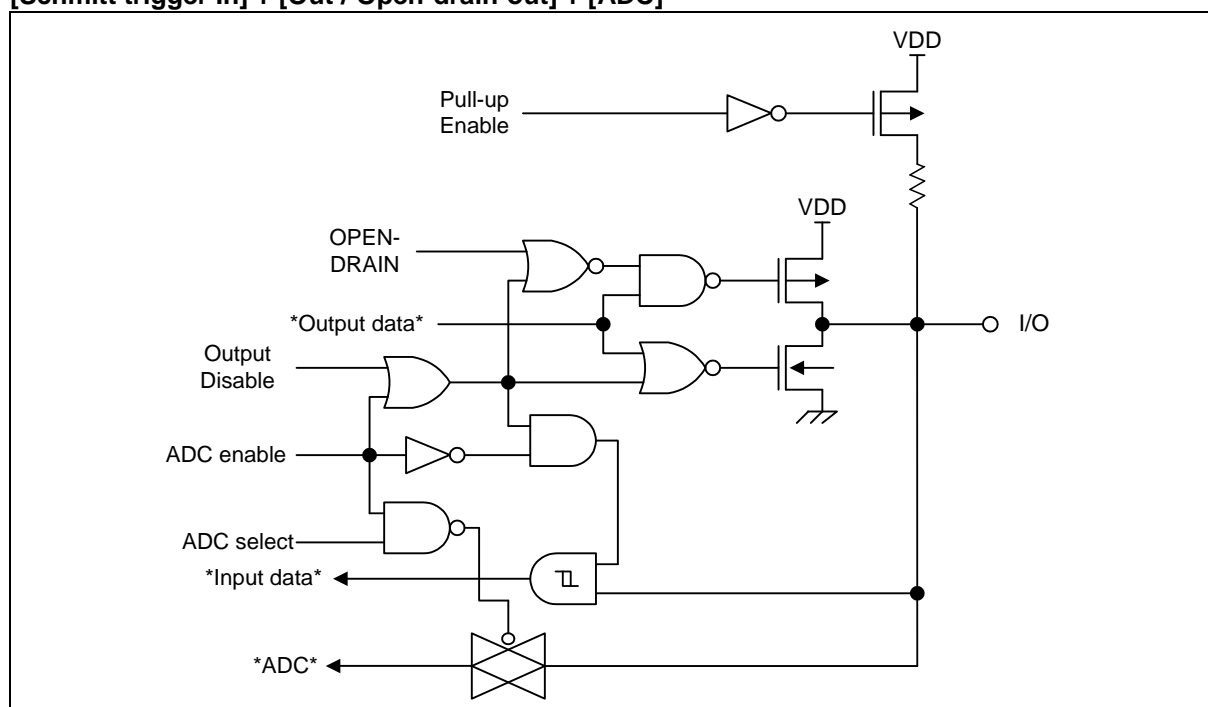 [Schmitt trigger In] + [Out / Open-drain out] + [ADC]
VDD
Pull-up
Enable
VDD
OPEN-
DRAIN
*Output data*
I/O
Output
Disable
ADC enable
ADC select
*Input data*
*ADC*